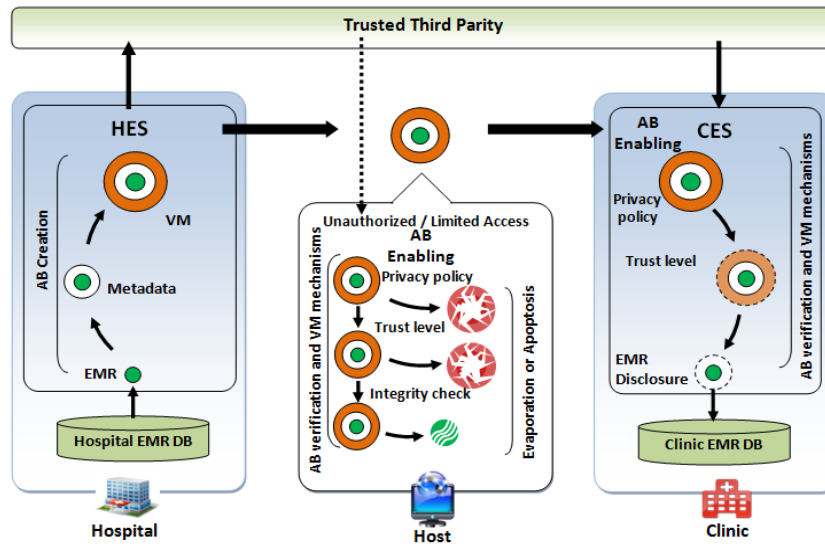 Trusted Third Parity
HES
AB Creation
VM
Metadata
EMR
Hospital EMR DB
Hospital
Unauthorized / Limited Access
AB
Enabling
Privacy policy
Trust level
Integrity check
AB verification and VM mechanisms
Evaporation or Apoptosis
Host
CES
AB
Enabling
Privacy
policy
Trust level
EMR
Disclosure
AB verification and VM mechanisms
Clinic EMR DB
Clinic